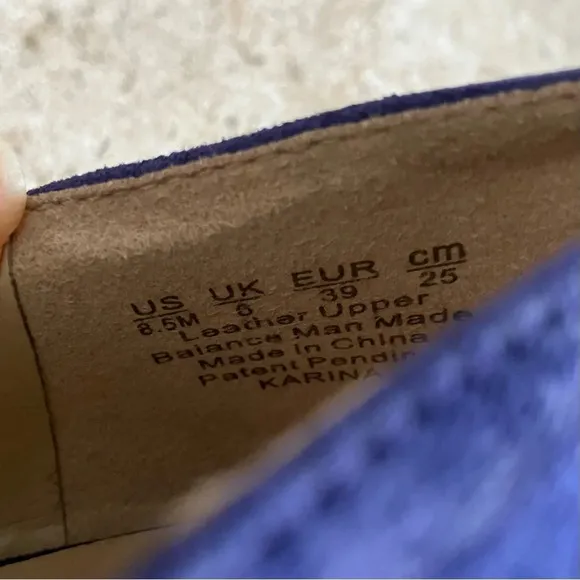 US UK EUR cm
8.5M 6 39 25
Leather Upper
Balance Man Made
Made in China
Patent Pendin
KARINA